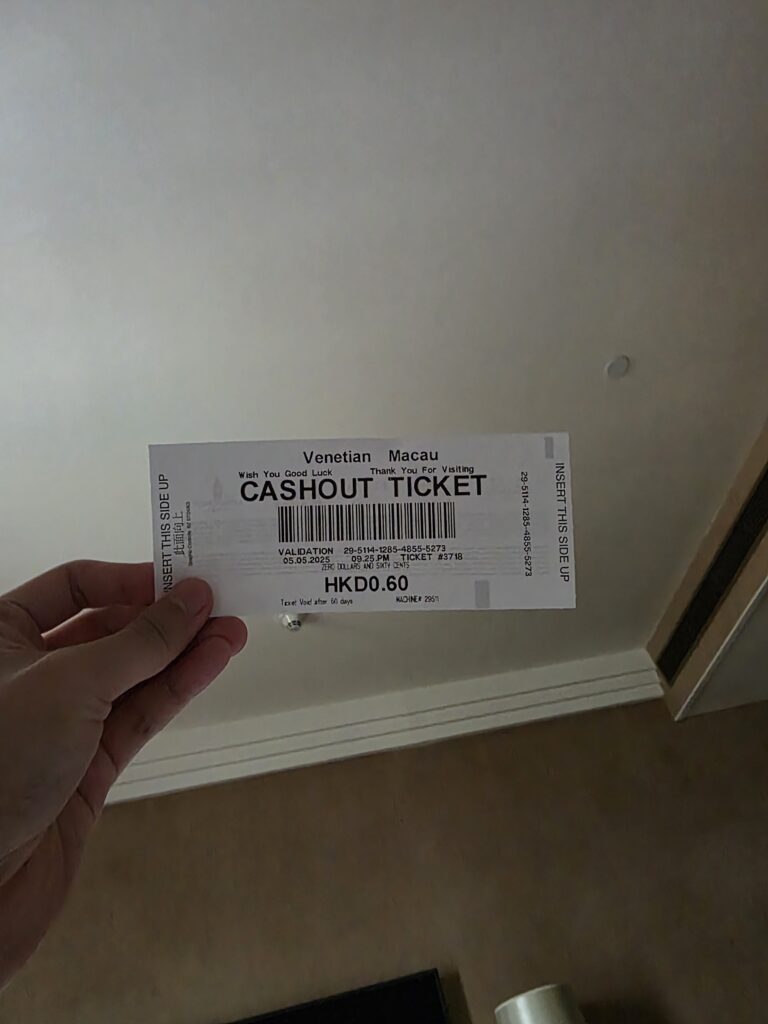 Venetian Macau
Wish You Good Luck Thank You For Visiting
CASHOUT TICKET
VALIDATION 29-5114-1285-4855-5273
05.05.2025 09.25.PM TICKET #3718
ZERO DOLLARS AND SIXTY CENTS
HKD0.60
Ticket Void after 60 days MACHINE# 29511
INSERT THIS SIDE UP
此面向上
29-5114-1285-4855-5273
INSERT THIS SIDE UP